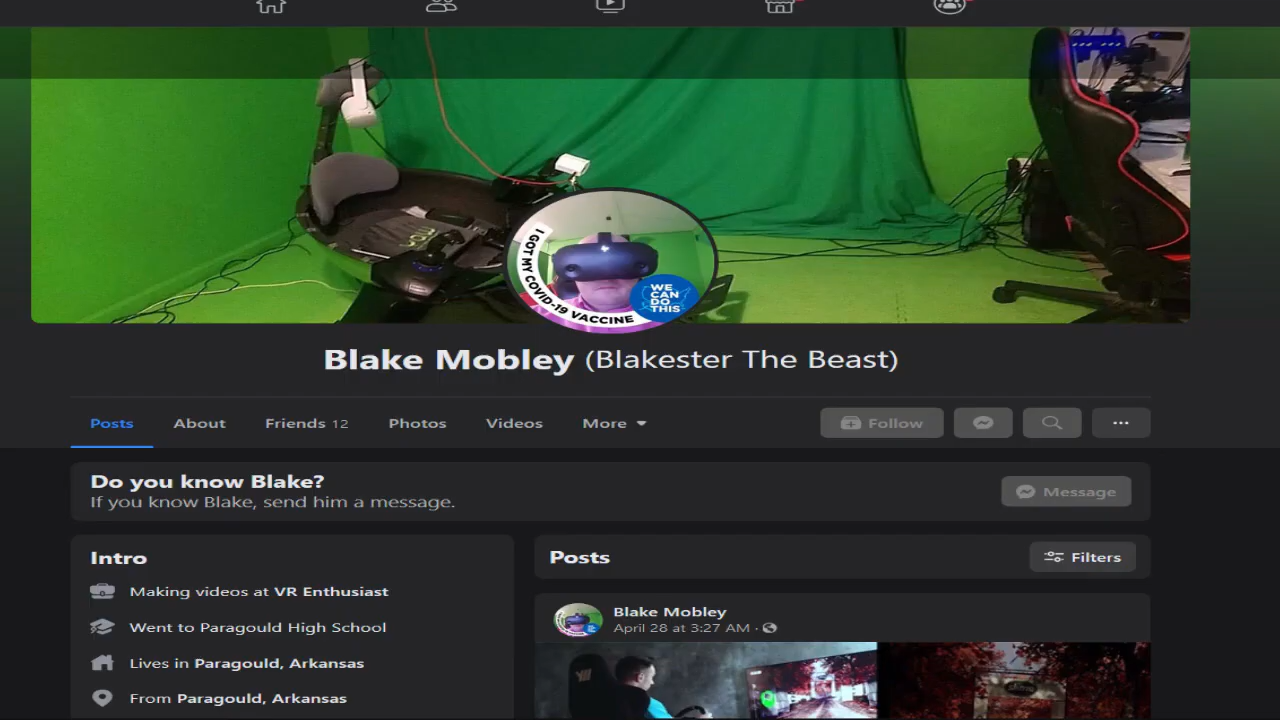 I GOT MY COVID-19 VACCINE
WE
CAN
DO
THIS
Blake Mobley (Blakester The Beast)
Posts
About
Friends 12
Photos
Videos
More
Follow
Do you know Blake?
If you know Blake, send him a message.
Message
Intro
Making videos at VR Enthusiast
Went to Paragould High School
Lives in Paragould, Arkansas
From Paragould, Arkansas
Posts
Filters
Blake Mobley
April 28 at 3:27 AM ·